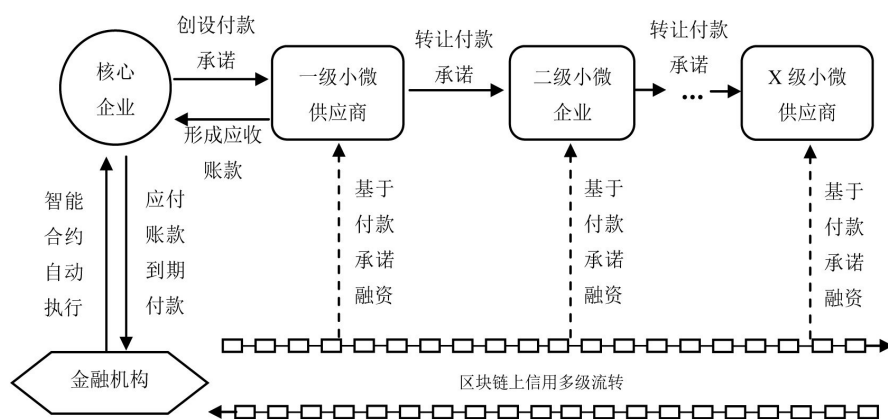 创设付款
承诺
核心
企业
形成应收
账款
一级小微
供应商
转让付款
承诺
二级小微
企业
转让付款
承诺
...
X 级小微
供应商
智能
合约
自动
执行
应付
账款
到期
付款
基于
付款
承诺
融资
基于
付款
承诺
融资
基于
付款
承诺
融资
金融机构
区块链上信用多级流转